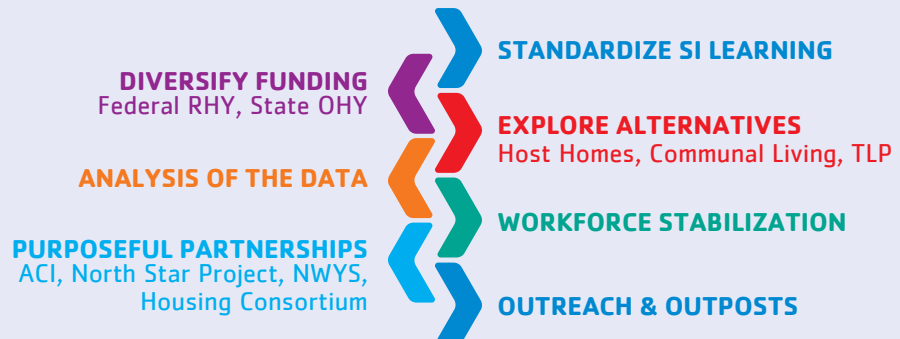 STANDARDIZE SI LEARNING
DIVERSIFY FUNDING
Federal RHY, State OHY
EXPLORE ALTERNATIVES
Host Homes, Communal Living, TLP
ANALYSIS OF THE DATA
WORKFORCE STABILIZATION
PURPOSEFUL PARTNERSHIPS
ACI, North Star Project, NWYS,
Housing Consortium
OUTREACH & OUTPOSTS